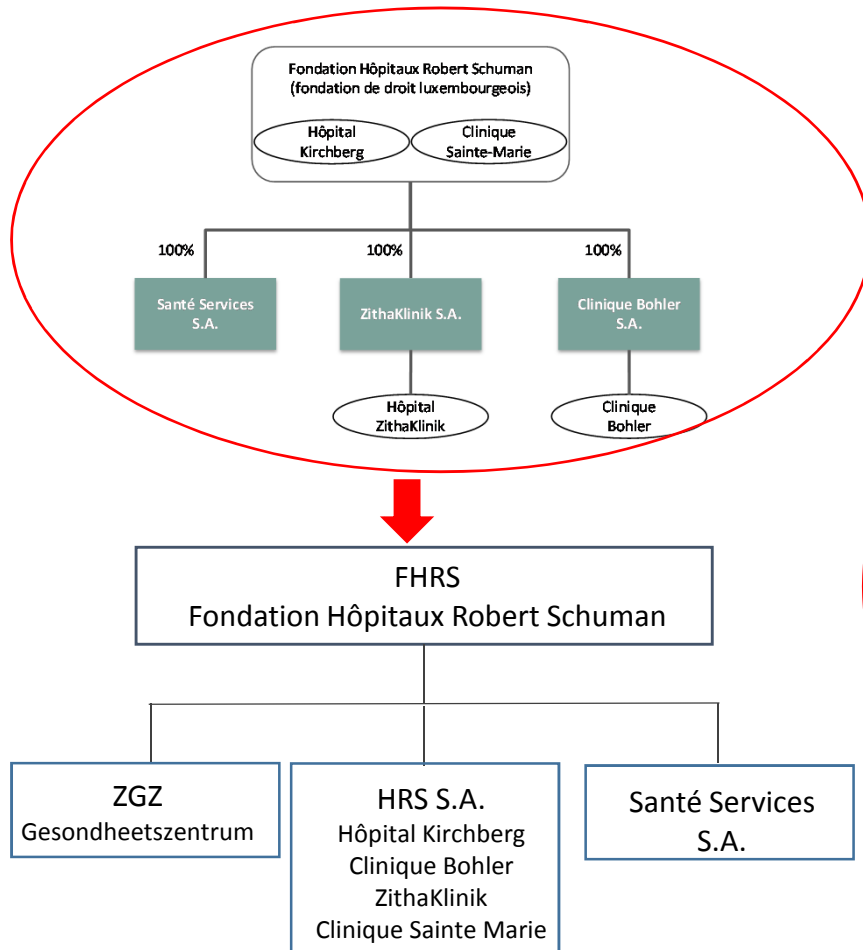 Fondation Hôpitaux Robert Schuman
(fondation de droit luxembourgeois)
Hôpital
Kirchberg
Clinique
Sainte-Marie
100%
100%
100%
Santé Services
S.A.
ZithaKlinik S.A.
Clinique Bohler
S.A.
Hôpital
ZithaKlinik
Clinique
Bohler
FHRS
Fondation Hôpitaux Robert Schuman
ZGZ
Gesondheetszentrum
HRS S.A.
Hôpital Kirchberg
Clinique Bohler
ZithaKlinik
Clinique Sainte Marie
Santé Services
S.A.